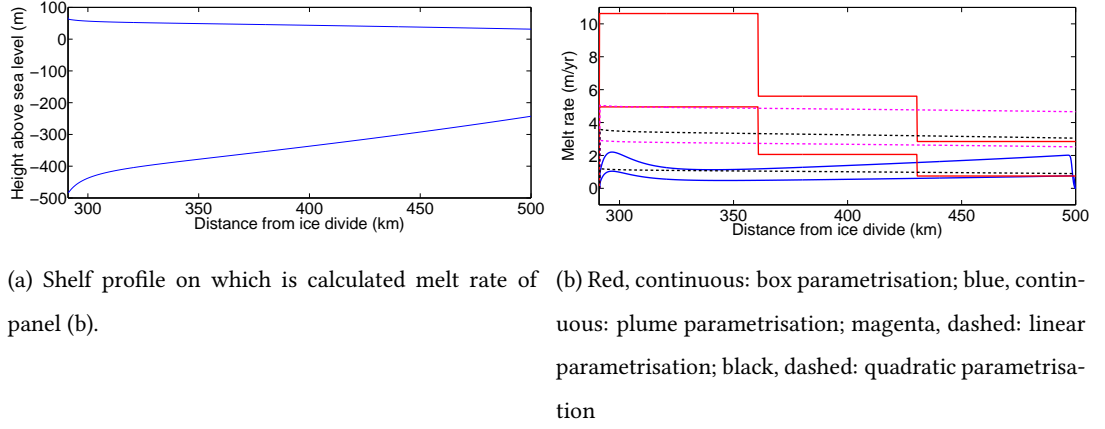 100
0
−100
−200
−300
−400
−500
Height above sea level (m)
300
350
400
450
500
Distance from ice divide (km)
10
8
6
4
2
0
Melt rate (m/yr)
300
350
400
450
500
Distance from ice divide (km)
(a) Shelf profile on which is calculated melt rate of
panel (b).
(b) Red, continuous: box parametrisation; blue, contin-
uous: plume parametrisation; magenta, dashed: linear
parametrisation; black, dashed: quadratic parametrisa-
tion